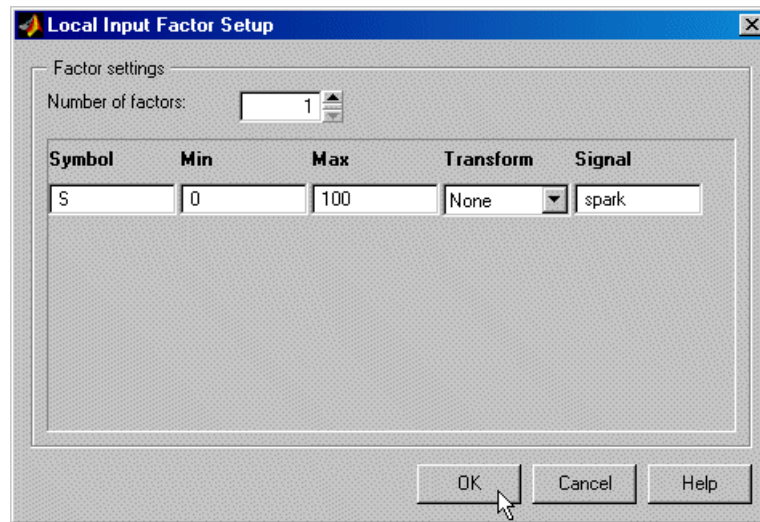 Local Input Factor Setup
Factor settings
Number of factors: 1
Symbol Min Max Transform Signal
S 0 100 None spark
OK Cancel Help